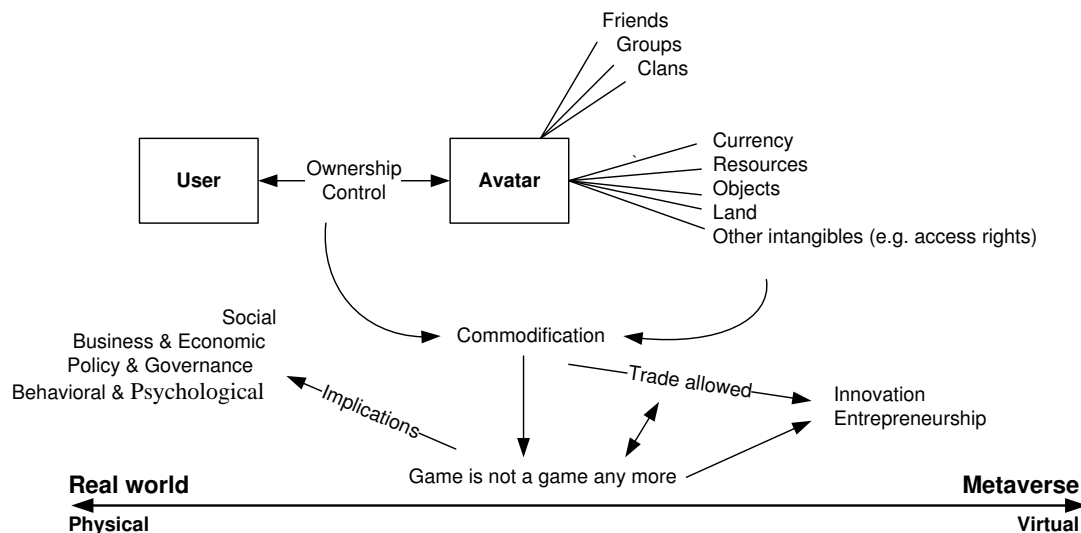 Friends
Groups
Clans
User
Ownership
Control
Avatar
Currency
Resources
Objects
Land
Other intangibles (e.g. access rights)
Social
Business & Economic
Policy & Governance
Behavioral & Psychological
Commodification
Implications
Trade allowed
Innovation
Entrepreneurship
Game is not a game any more
Real world
Metaverse
Physical
Virtual